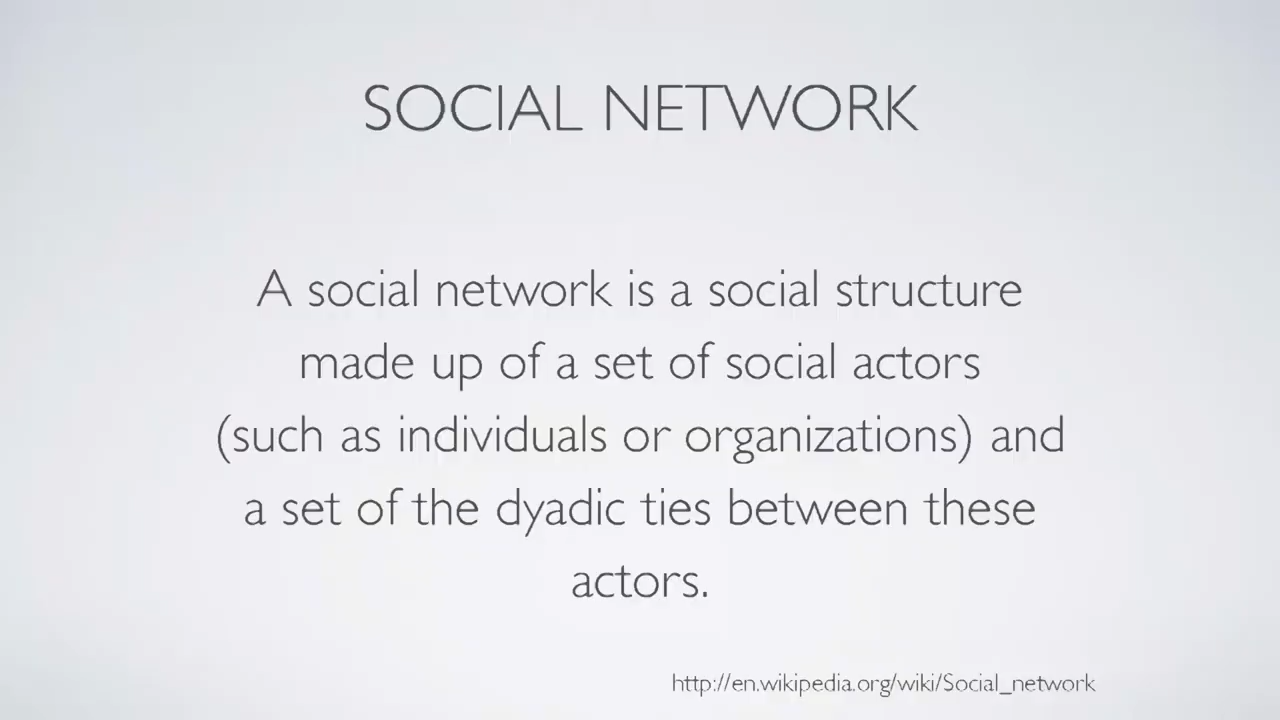 SOCIAL NETWORK
A social network is a social structure
made up of a set of social actors
(such as individuals or organizations) and
a set of the dyadic ties between these
actors.
http://en.wikipedia.org/wiki/Social_network